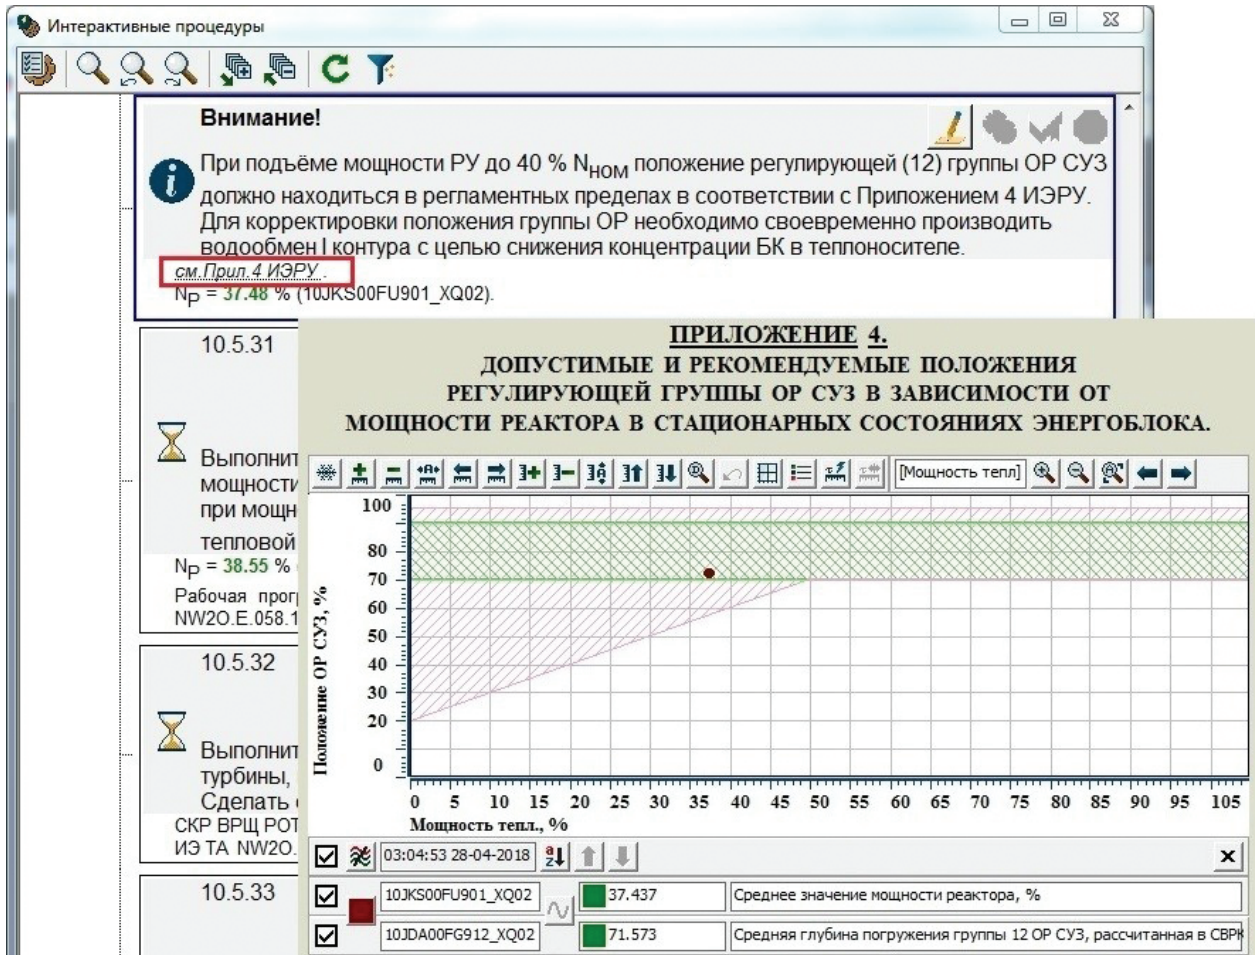 Интерактивные процедуры
Внимание!
При подъёме мощности РУ до 40 % NНОМ положение регулирующей (12) группы ОР СУЗ
должно находиться в регламентных пределах в соответствии с Приложением 4 ИЭРУ.
Для корректировки положения группы ОР необходимо своевременно производить
водообмен I контура с целью снижения концентрации БК в теплоносителе.
см.Прил.4 ИЭРУ .
NP = 37.48 % (10JKS00FU901_XQ02).
10.5.31
Выполнит
мощности
при мощн
тепловой
NP = 38.55 %
Рабочая прог
NW2O.E.058.1
10.5.32
Выполнит
турбины,
Сделать
СКР ВРЩ РОТ
ИЭ ТА NW2O.
10.5.33
ПРИЛОЖЕНИЕ 4.
ДОПУСТИМЫЕ И РЕКОМЕНДУЕМЫЕ ПОЛОЖЕНИЯ
РЕГУЛИРУЮЩЕЙ ГРУППЫ ОР СУЗ В ЗАВИСИМОСТИ ОТ
МОЩНОСТИ РЕАКТОРА В СТАЦИОНАРНЫХ СОСТОЯНИЯХ ЭНЕРГОБЛОКА.
[Мощность тепл]
Положение ОР СУЗ, %
100
80
70
60
50
40
30
20
0
0 5 10 15 20 25 30 35 40 45 50 55 60 65 70 75 80 85 90 95 105
Мощность тепл., %
03:04:53 28-04-2018
10JKS00FU901_XQ02 37.437 Среднее значение мощности реактора, %
10JDA00FG912_XQ02 71.573 Средняя глубина погружения группы 12 ОР СУЗ, рассчитанная в СВРК